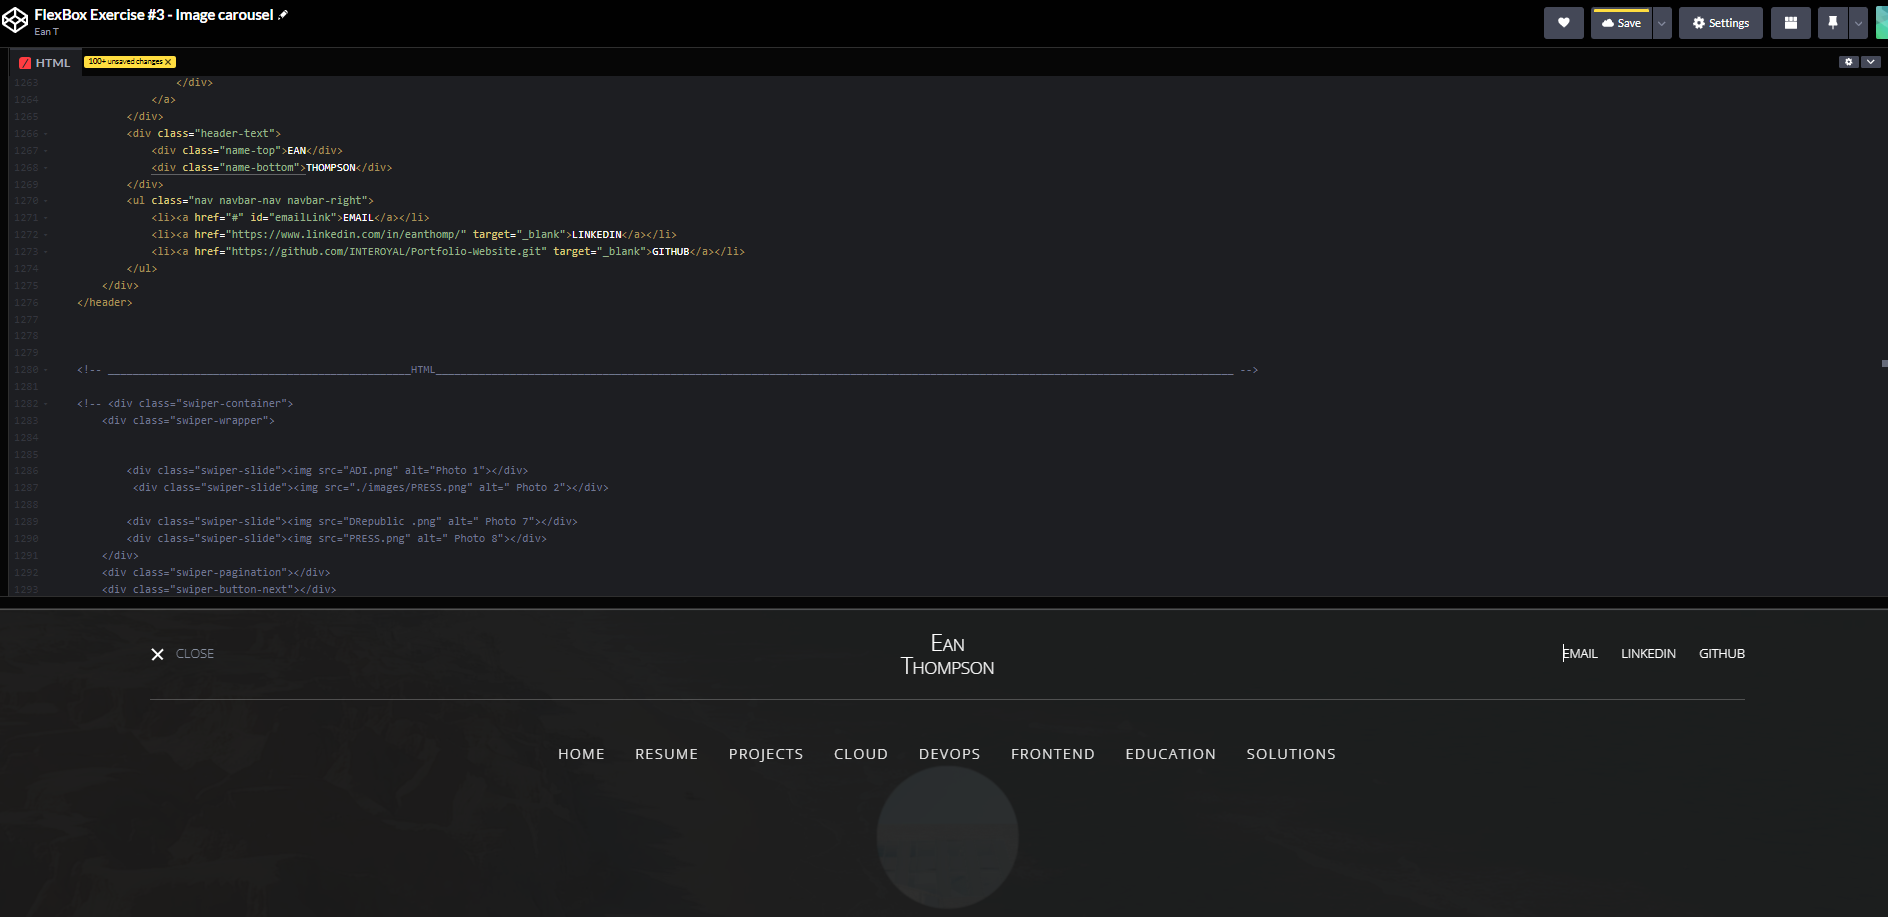 FlexBox Exercise #3 - Image carousel
Ean T
Save
Settings
HTML
100+ unsaved changes X
1263 </div>
1264 </a>
1265 </div>
1266 <div class="header-text">
1267 <div class="name-top">EAN</div>
1268 <div class="name-bottom">THOMPSON</div>
1269 </div>
1270 <ul class="nav navbar-nav navbar-right">
1271 <li><a href="#" id="emailLink">EMAIL</a></li>
1272 <li><a href="https://www.linkedin.com/in/eanthomp/" target="_blank">LINKEDIN</a></li>
1273 <li><a href="https://github.com/INTEROYAL/Portfolio-Website.git" target="_blank">GITHUB</a></li>
1274 </ul>
1275 </div>
1276 </header>
1277
1278
1279
1280 <!-- _________________________________________________HTML_________________________________________________________________________________________________________________________________ -->
1281
1282 <!-- <div class="swiper-container">
1283 <div class="swiper-wrapper">
1284
1285
1286 <div class="swiper-slide"><img src="ADI.png" alt="Photo 1"></div>
1287 <div class="swiper-slide"><img src="./images/PRESS.png" alt=" Photo 2"></div>
1288
1289 <div class="swiper-slide"><img src="DRepublic .png" alt=" Photo 7"></div>
1290 <div class="swiper-slide"><img src="PRESS.png" alt=" Photo 8"></div>
1291 </div>
1292 <div class="swiper-pagination"></div>
1293 <div class="swiper-button-next"></div>
CLOSE
EAN
THOMPSON
EMAIL LINKEDIN GITHUB
HOME RESUME PROJECTS CLOUD DEVOPS FRONTEND EDUCATION SOLUTIONS